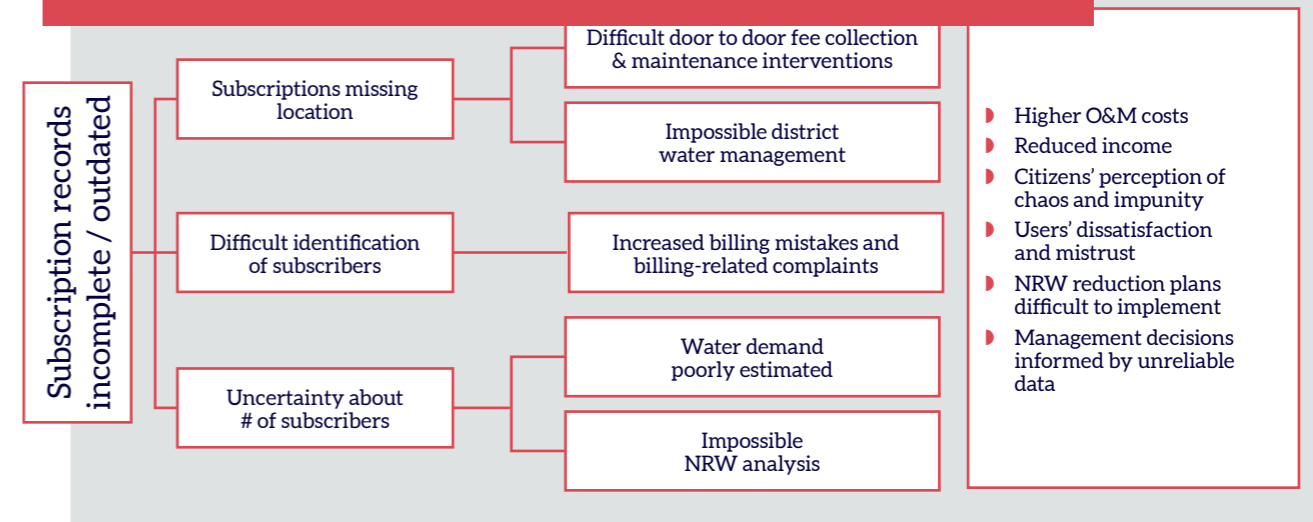 Subscription records
incomplete / outdated
Subscriptions missing
location
Difficult identification
of subscribers
Uncertainty about
# of subscribers
Difficult door to door fee collection
& maintenance interventions
Impossible district
water management
Increased billing mistakes and
billing-related complaints
Water demand
poorly estimated
Impossible
NRW analysis
Higher O&M costs
Reduced income
Citizens’ perception of
chaos and impunity
Users’ dissatisfaction
and mistrust
NRW reduction plans
difficult to implement
Management decisions
informed by unreliable
data